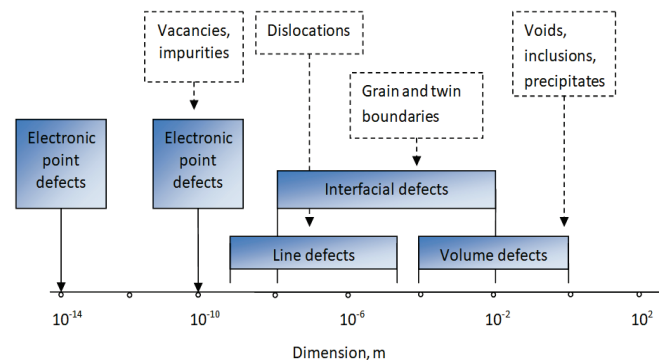 Vacancies,
impurities
Dislocations
Voids,
inclusions,
precipitates
Grain and twin
boundaries
Electronic
point
defects
Electronic
point
defects
Interfacial defects
Line defects
Volume defects
10-14
10-10
10-6
10-2
102
Dimension, m